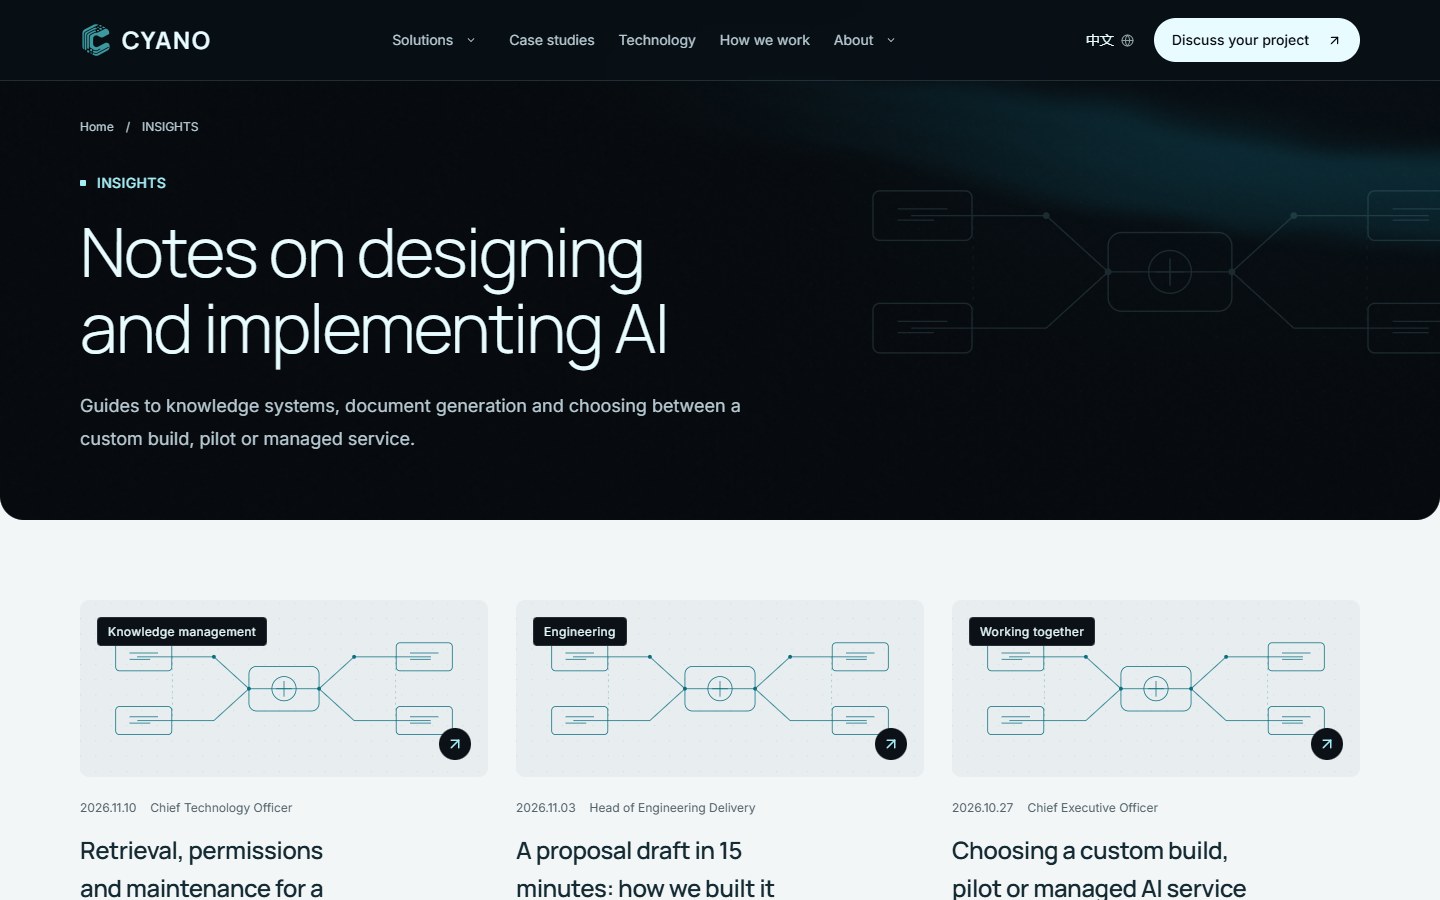 CYANO
Solutions
Case studies
Technology
How we work
About
中文
Discuss your project
Home / INSIGHTS
INSIGHTS
Notes on designing
and implementing AI
Guides to knowledge systems, document generation and choosing between a
custom build, pilot or managed service.
Knowledge management
2026.11.10 Chief Technology Officer
Retrieval, permissions
and maintenance for a
Engineering
2026.11.03 Head of Engineering Delivery
A proposal draft in 15
minutes: how we built it
Working together
2026.10.27 Chief Executive Officer
Choosing a custom build,
pilot or managed AI service